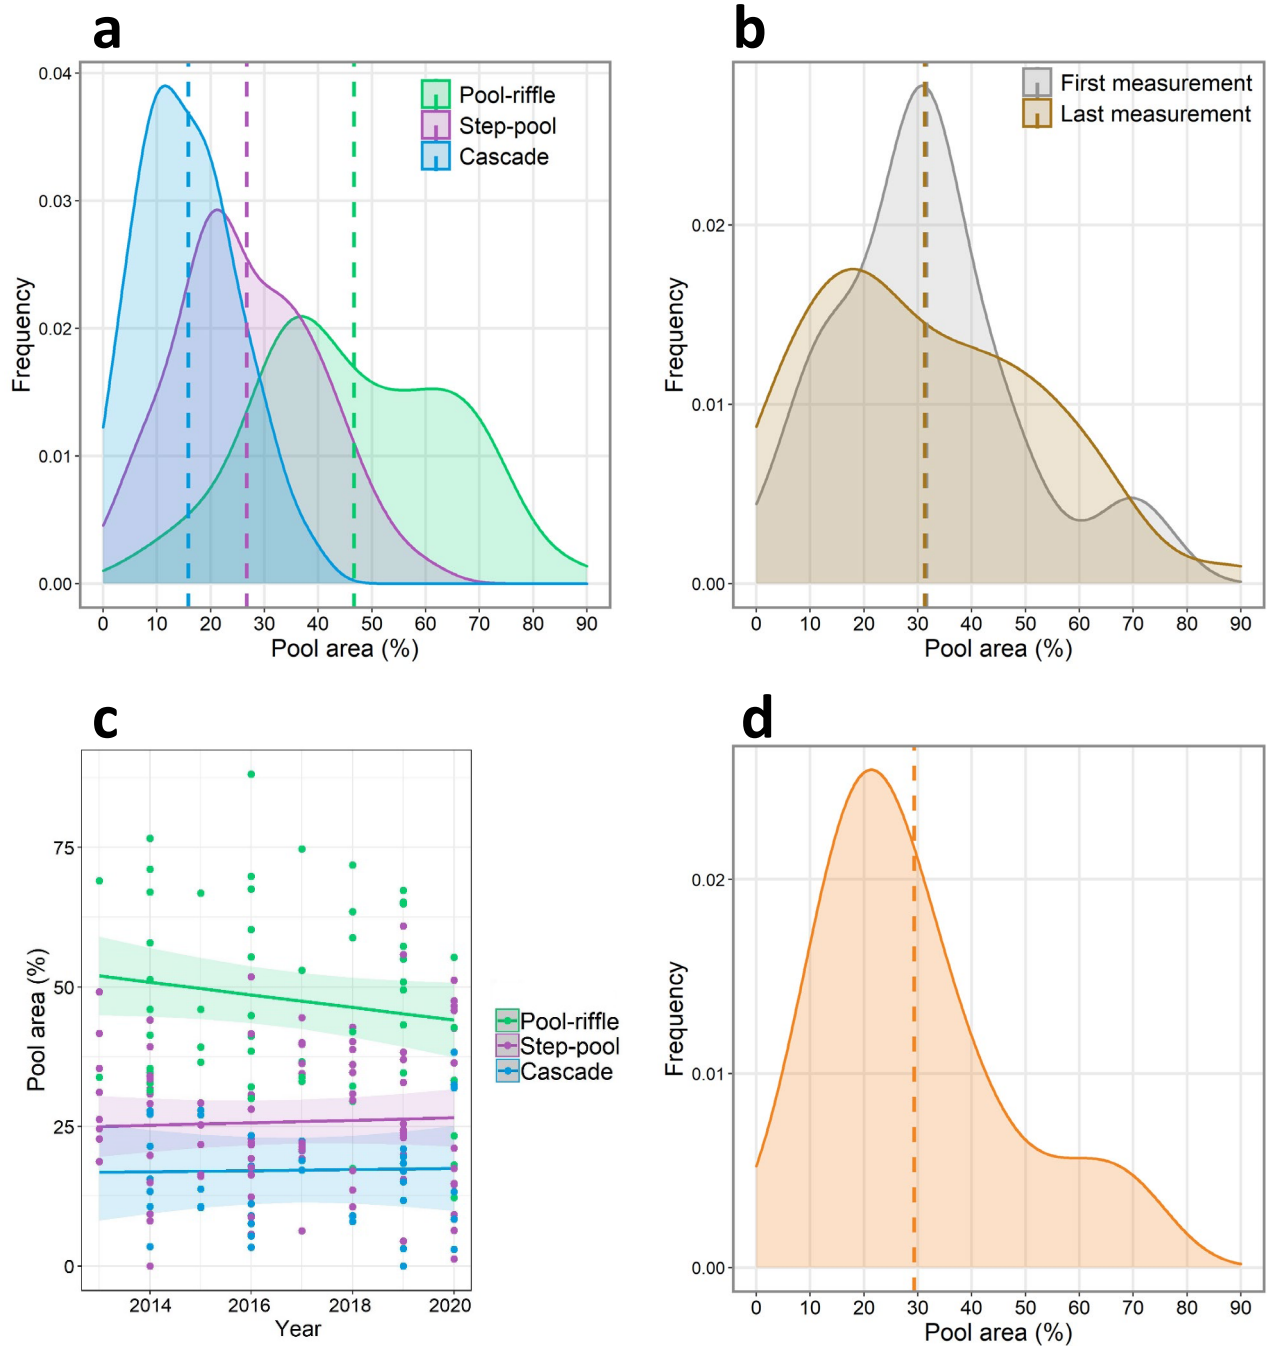 a
0.04
0.03
0.02
0.01
0.00
Frequency
Pool-riffle
Step-pool
Cascade
0 10 20 30 40 50 60 70 80 90
Pool area (%)
b
0.02
0.01
0.00
Frequency
First measurement
Last measurement
0 10 20 30 40 50 60 70 80 90
Pool area (%)
c
75
50
25
0
Pool area (%)
2014 2016 2018 2020
Year
Pool-riffle
Step-pool
Cascade
d
0.02
0.01
0.00
Frequency
0 10 20 30 40 50 60 70 80 90
Pool area (%)